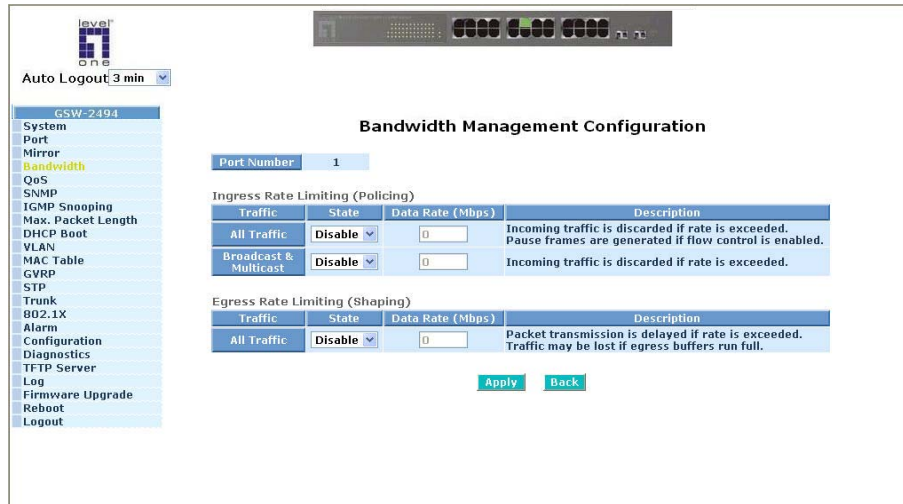 level
one
Auto Logout 3 min
GSW-2494
System
Port
Mirror
Bandwidth
QoS
SNMP
IGMP Snooping
Max. Packet Length
DHCP Boot
VLAN
MAC Table
GVRP
STP
Trunk
802.1X
Alarm
Configuration
Diagnostics
TFTP Server
Log
Firmware Upgrade
Reboot
Logout
Bandwidth Management Configuration
Port Number 1
Ingress Rate Limiting (Policing)
Traffic State Data Rate (Mbps) Description
All Traffic Disable 0 Incoming traffic is discarded if rate is exceeded.
Pause frames are generated if flow control is enabled.
Broadcast &
Multicast Disable 0 Incoming traffic is discarded if rate is exceeded.
Egress Rate Limiting (Shaping)
Traffic State Data Rate (Mbps) Description
All Traffic Disable 0 Packet transmission is delayed if rate is exceeded.
Traffic may be lost if egress buffers run full.
Apply Back